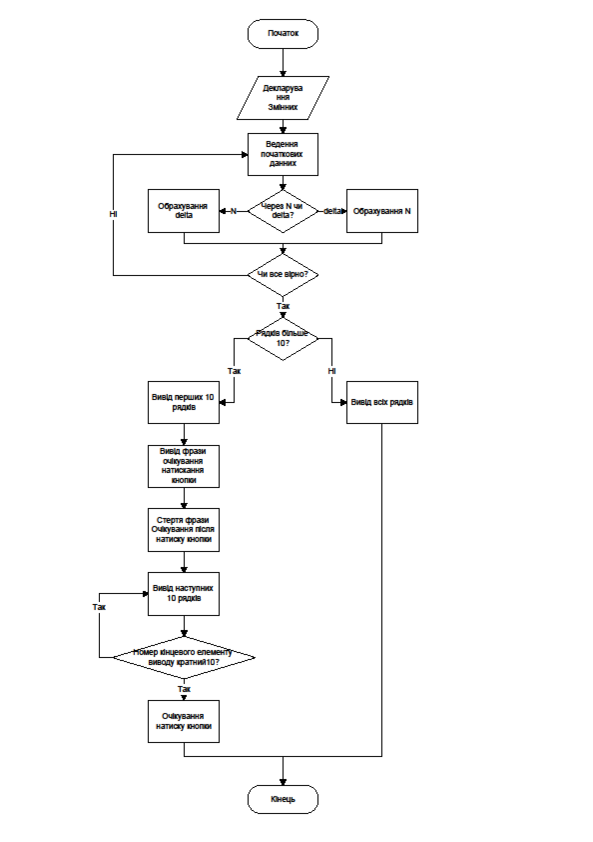 Початок
Декларува
ння
Змінних
Ведення
початкових
данних
Через N чи
delta?
N
delta
Обрахування
delta
Обрахування N
Ні
Чи все вірно?
Так
Рядків більше
10?
Так
Ні
Вивід перших 10
рядків
Вивід всіх рядків
Вивід фрази
очікування
натискання
кнопки
Стертя фрази
Очікування після
натиску кнопки
Вивід наступних
10 рядків
Так
Номер кінцевого елементу
виводу кратний10?
Так
Очікування
натиску кнопки
Кінець